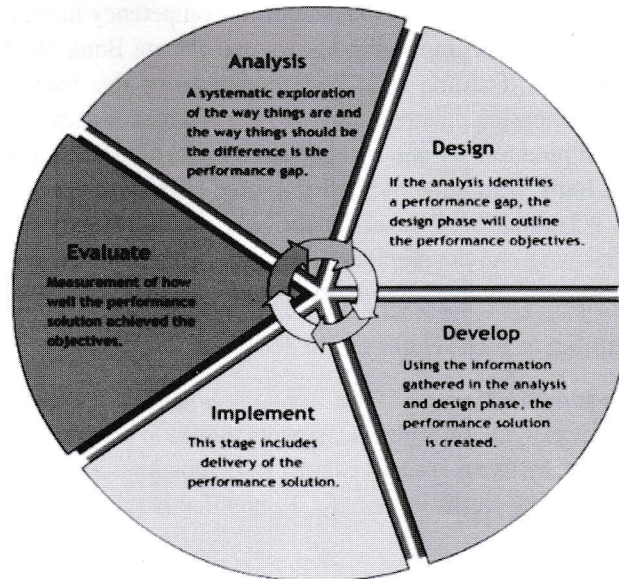 Analysis
A systematic exploration
of the way things are and
the way things should be
the difference is the
performance gap.
Design
If the analysis identifies
a performance gap, the
design phase will outline
the performance objectives.
Develop
Using the information
gathered in the analysis
and design phase, the
performance solution
is created.
Implement
This stage includes
delivery of the
performance solution.
Evaluate
Measurement of how
well the performance
solution achieved the
objectives.